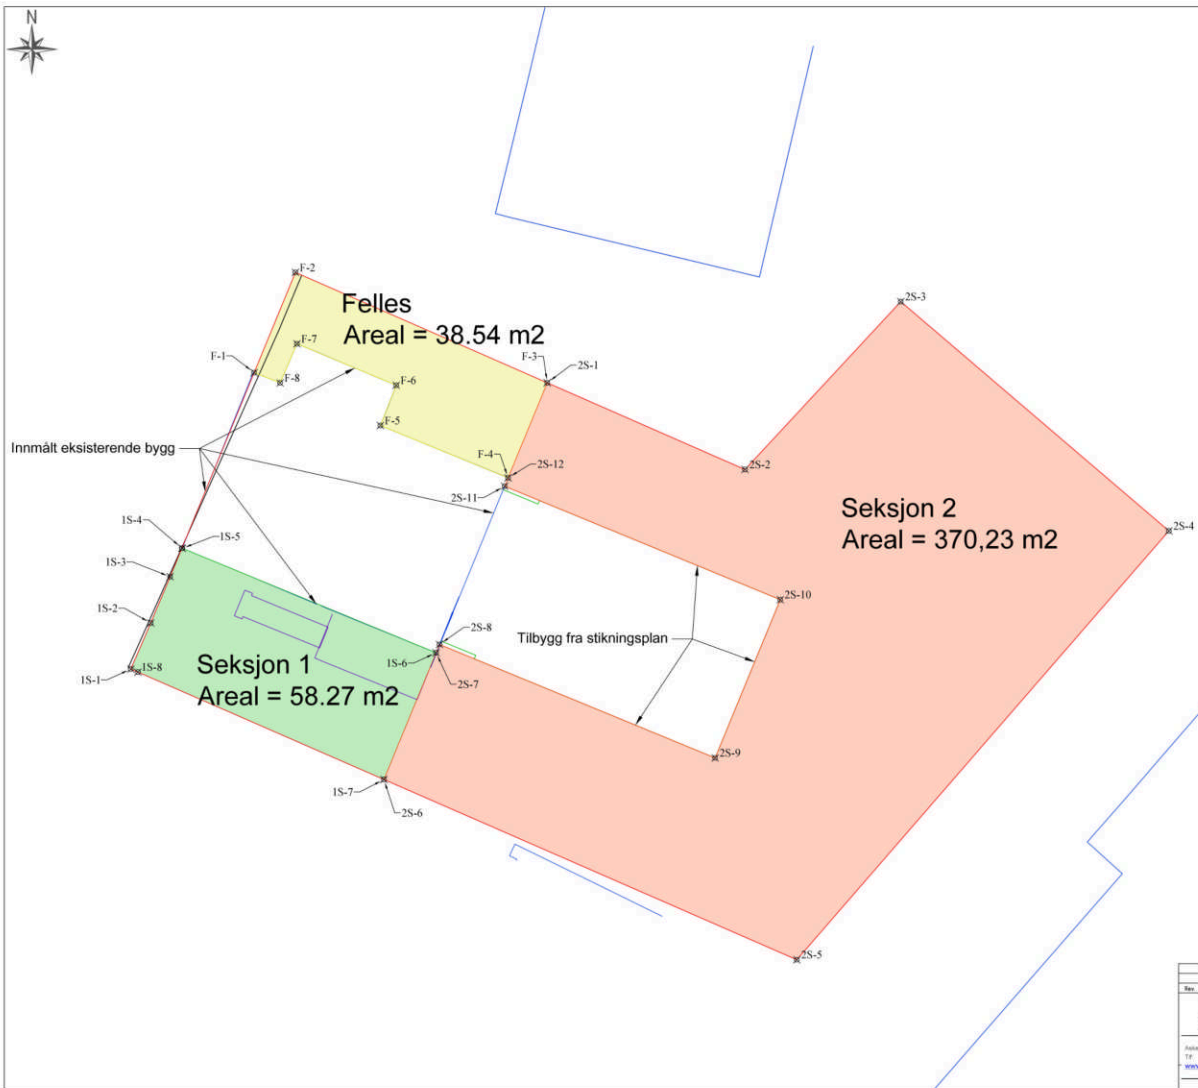 N
F-2
2S-3
Felles
Areal = 38.54 m2
F-7
F-3
2S-1
F-1
F-8
F-6
F-5
Innmålt eksisterende bygg
F-4
2S-12
2S-2
2S-11
Seksjon 2
Areal = 370,23 m2
2S-4
1S-4
1S-5
1S-3
2S-10
1S-2
2S-8
Tilbygg fra stikningsplan
1S-6
Seksjon 1
Areal = 58.27 m2
1S-1
1S-8
2S-7
2S-9
1S-7
2S-6
2S-5
Rev.